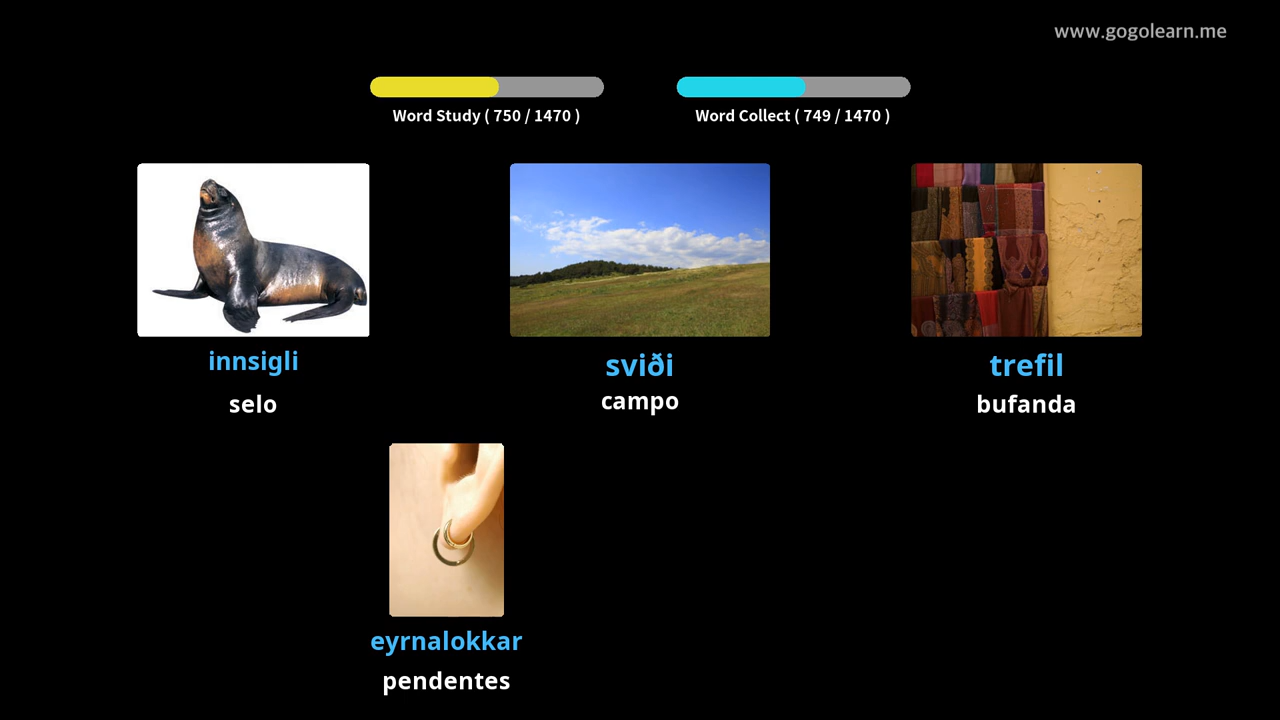 www.gogolearn.me
Word Study ( 750 / 1470 )
Word Collect ( 749 / 1470 )
innsigli
sviði
trefil
selo
campo
bufanda
eyrnalokkar
pendentes